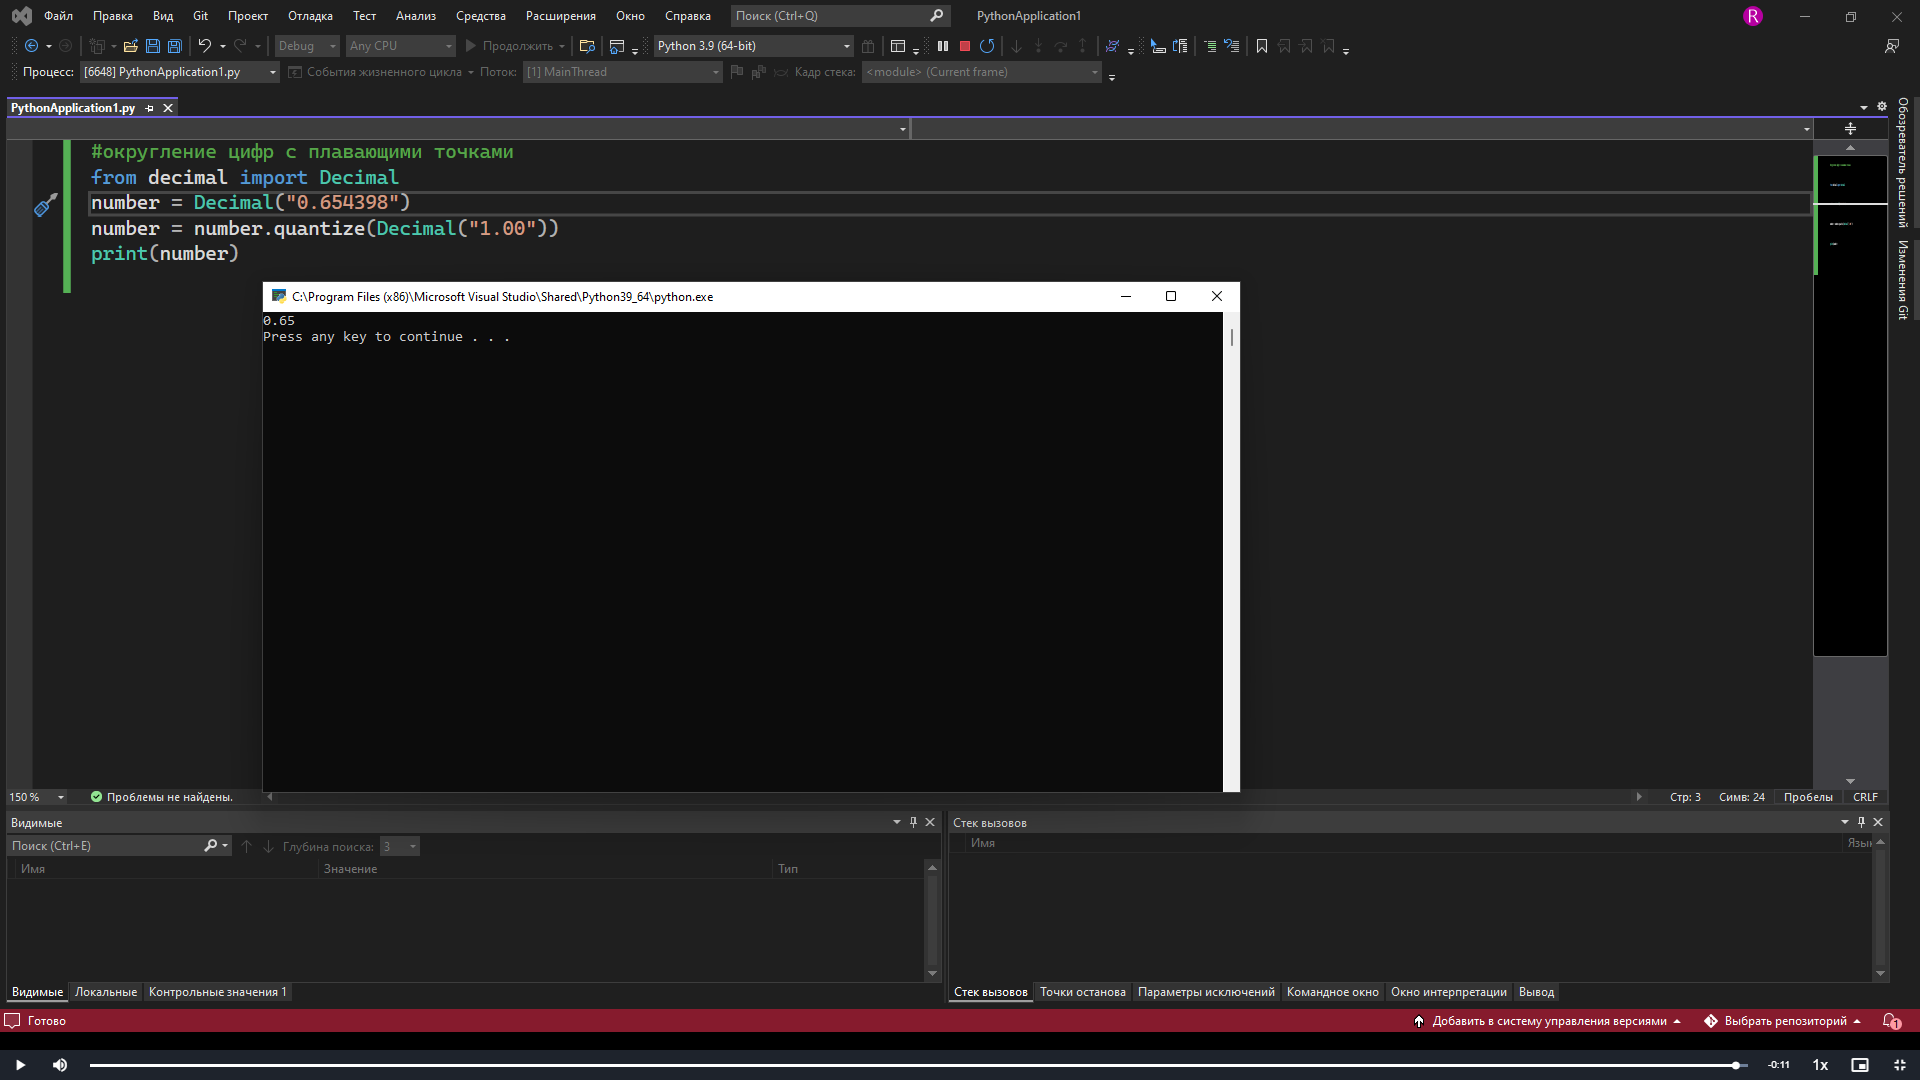 Файл Правка Вид Git Проект Отладка Тест Анализ Средства Расширения Окно Справка Поиск (Ctrl+Q) PythonApplication1 R
Debug Any CPU Продолжить Python 3.9 (64-bit)
Процесс: [6648] PythonApplication1.py События жизненного цикла Поток: [1] MainThread Кадр стека: <module> (Current frame)
PythonApplication1.py
#округление цифр с плавающими точками
from decimal import Decimal
number = Decimal("0.654398")
number = number.quantize(Decimal("1.00"))
print(number)
C:\Program Files (x86)\Microsoft Visual Studio\Shared\Python39_64\python.exe
0.65
Press any key to continue . . .
Обозреватель решений
Изменения Git
150 % Проблемы не найдены. Стр: 3 Симв: 24 Пробелы CRLF
Видимые
Поиск (Ctrl+E) Глубина поиска: 3
Имя Значение Тип
Видимые Локальные Контрольные значения 1
Стек вызовов
Имя Язык
Стек вызовов Точки останова Параметры исключений Командное окно Окно интерпретации Вывод
Готово Добавить в систему управления версиями Выбрать репозиторий 1
-0:11 1x